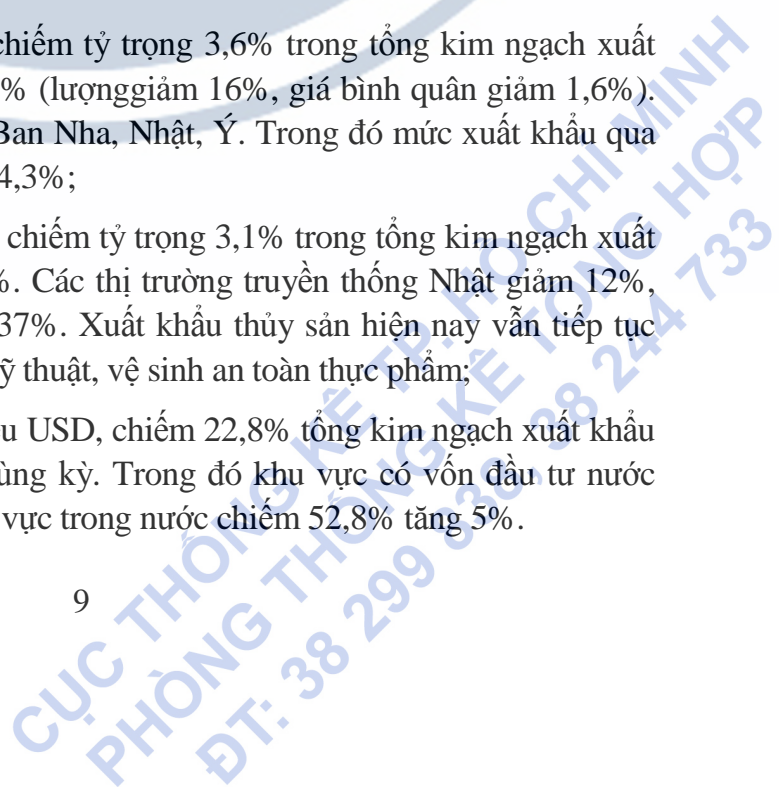 chiếm tỷ trọng 3,6% trong tổng kim ngạch xuất
% (lượnggiảm 16%, giá bình quân giảm 1,6%).
Ban Nha, Nhật, Ý. Trong đó mức xuất khẩu qua
4,3%;
chiếm tỷ trọng 3,1% trong tổng kim ngạch xuất
%. Các thị trường truyền thống Nhật giảm 12%,
37%. Xuất khẩu thủy sản hiện nay vẫn tiếp tục
ỹ thuật, vệ sinh an toàn thực phẩm;
u USD, chiếm 22,8% tổng kim ngạch xuất khẩu
ùng kỳ. Trong đó khu vực có vốn đầu tư nước
vực trong nước chiếm 52,8% tăng 5%.
9
CỤC THỐNG KÊ TP. HỒ CHÍ MINH
PHÒNG THỐNG KÊ TỔNG HỢP
ĐT: 38 299 838, 38 244 733